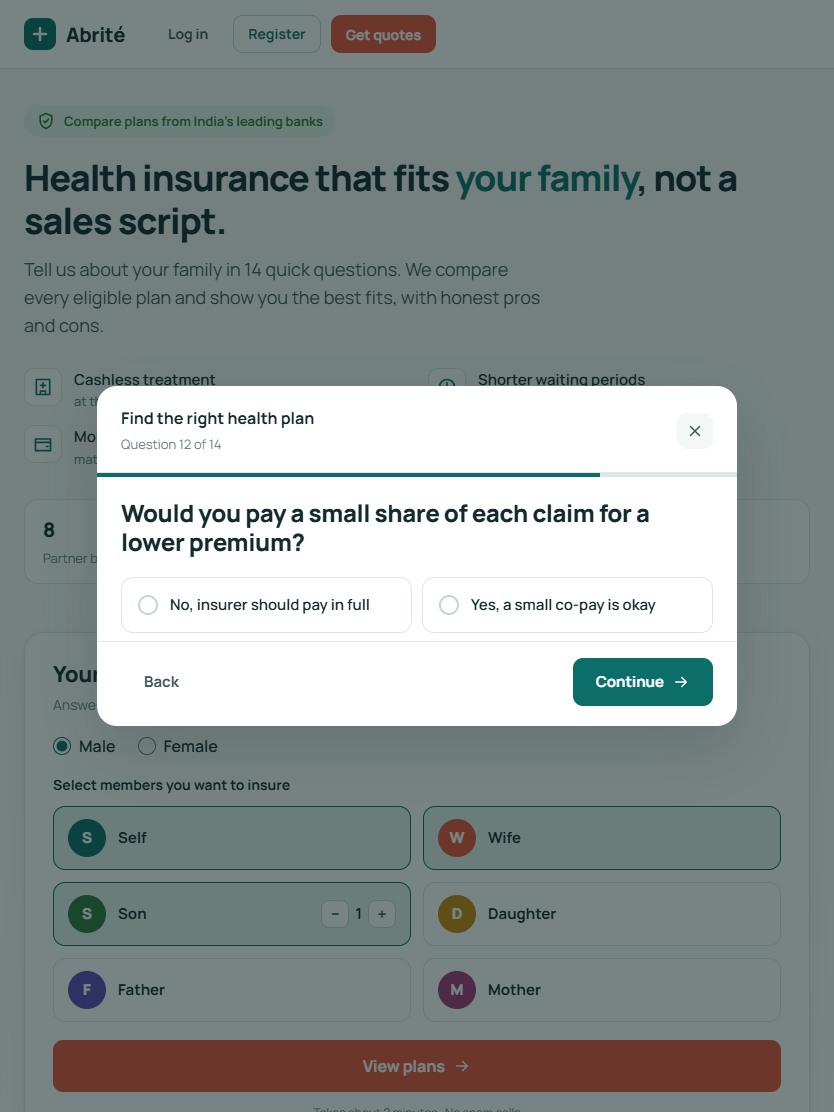 Abrité
Log in
Register
Get quotes
Compare plans from India's leading banks
Health insurance that fits your family, not a
sales script.
Tell us about your family in 14 quick questions. We compare
every eligible plan and show you the best fits, with honest pros
and cons.
Cashless treatment
Shorter waiting periods
at
Find the right health plan
Question 12 of 14
Would you pay a small share of each claim for a
lower premium?
No, insurer should pay in full
Yes, a small co-pay is okay
Back
Continue
8
Partner
Your
Male
Female
Select members you want to insure
S
Self
W
Wife
S
Son
− 1 +
D
Daughter
F
Father
M
Mother
View plans